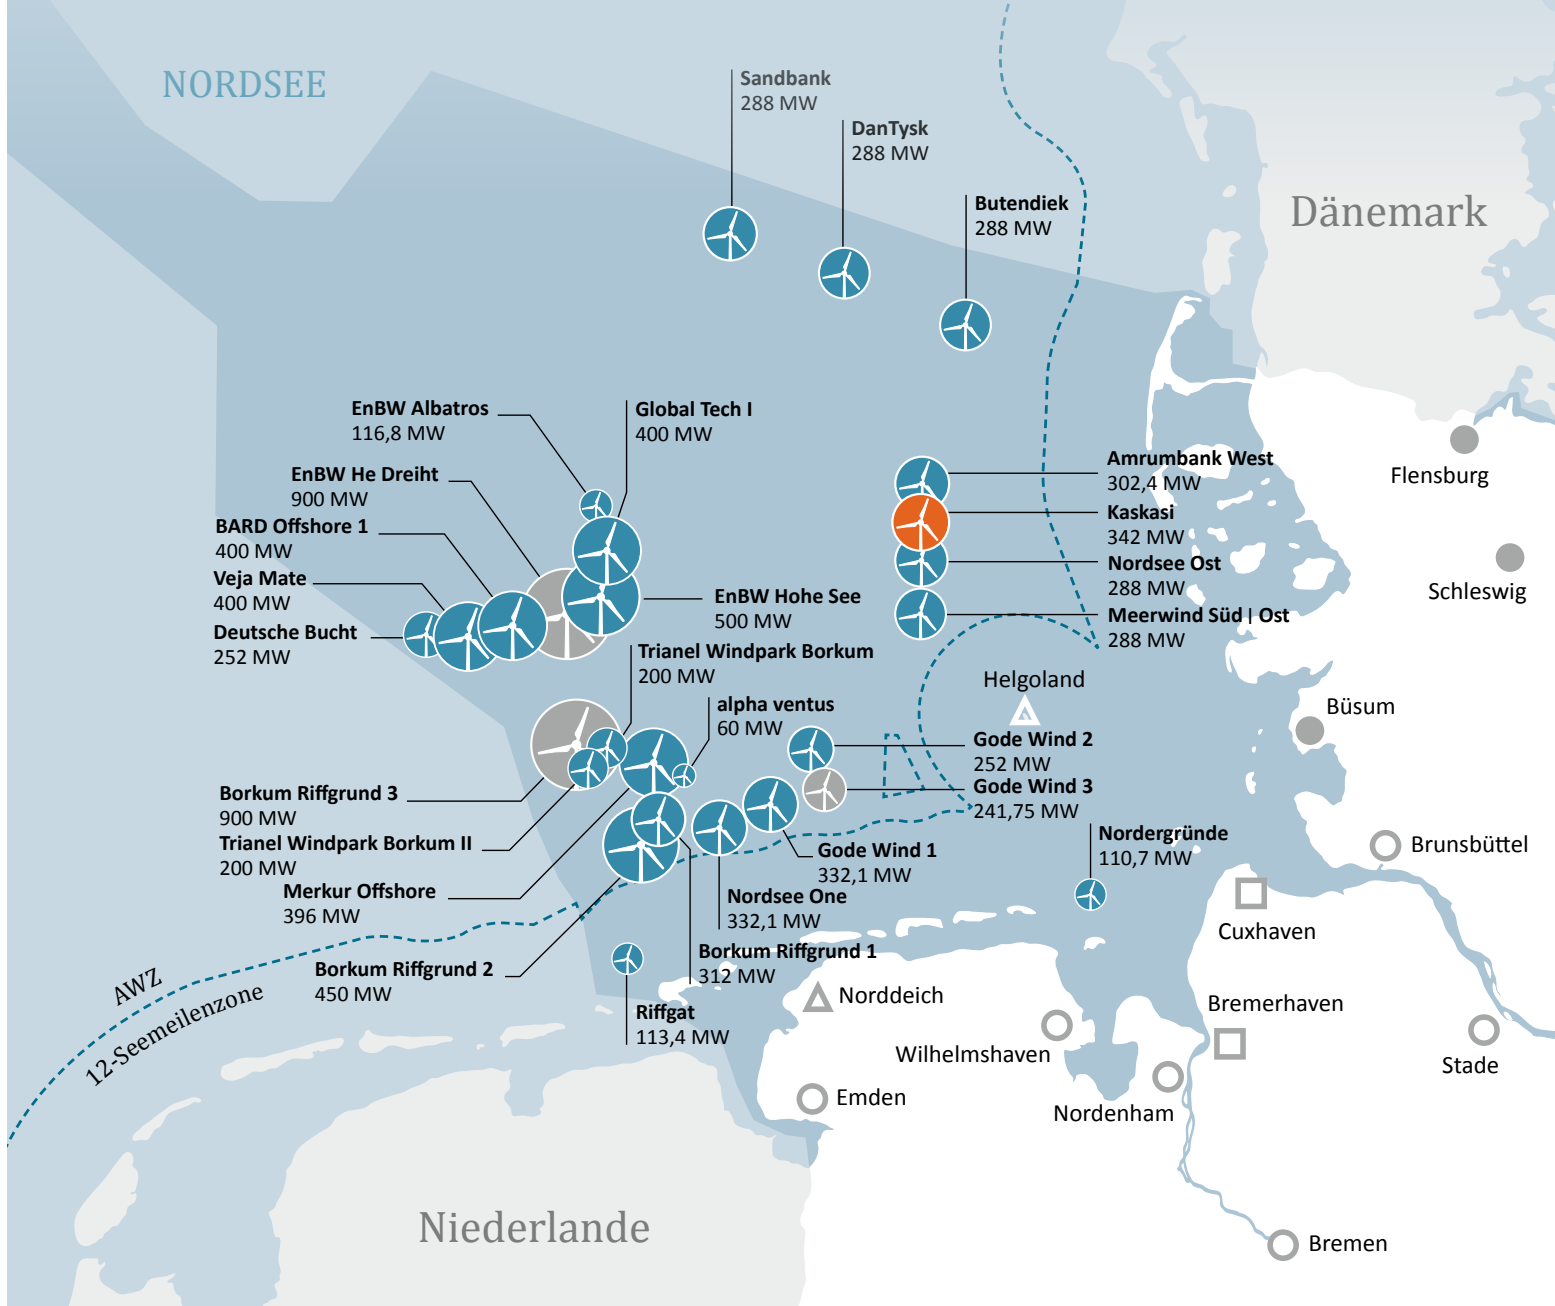 NORDSEE
Sandbank
288 MW
DanTysk
288 MW
Butendiek
288 MW
Dänemark
EnBW Albatros
116,8 MW
Global Tech I
400 MW
EnBW He Dreiht
900 MW
BARD Offshore 1
400 MW
Veja Mate
400 MW
Deutsche Bucht
252 MW
EnBW Hohe See
500 MW
Amrumbank West
302,4 MW
Kaskasi
342 MW
Nordsee Ost
288 MW
Meerwind Süd | Ost
288 MW
Flensburg
Schleswig
Trianel Windpark Borkum
200 MW
alpha ventus
60 MW
Helgoland
Büsum
Gode Wind 2
252 MW
Gode Wind 3
241,75 MW
Borkum Riffgrund 3
900 MW
Trianel Windpark Borkum II
200 MW
Merkur Offshore
396 MW
Gode Wind 1
332,1 MW
Nordergründe
110,7 MW
Brunsbüttel
Nordsee One
332,1 MW
Cuxhaven
Borkum Riffgrund 2
450 MW
Borkum Riffgrund 1
312 MW
Riffgat
113,4 MW
AWZ
12-Seemeilenzone
Norddeich
Bremerhaven
Wilhelmshaven
Stade
Emden
Nordenham
Niederlande
Bremen